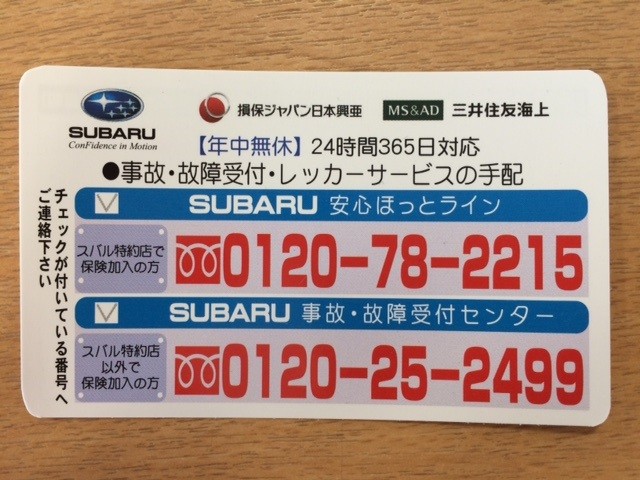 SUBARU
Confidence in Motion
損保ジャパン日本興亜
MS&AD 三井住友海上
【年中無休】24時間365日対応
●事故・故障受付・レッカーサービスの手配
チェックが付いている番号へ
ご連絡下さい
SUBARU 安心ほっとライン
スバル特約店で
保険加入の方
0120-78-2215
SUBARU 事故・故障受付センター
スバル特約店
以外で
保険加入の方
0120-25-2499